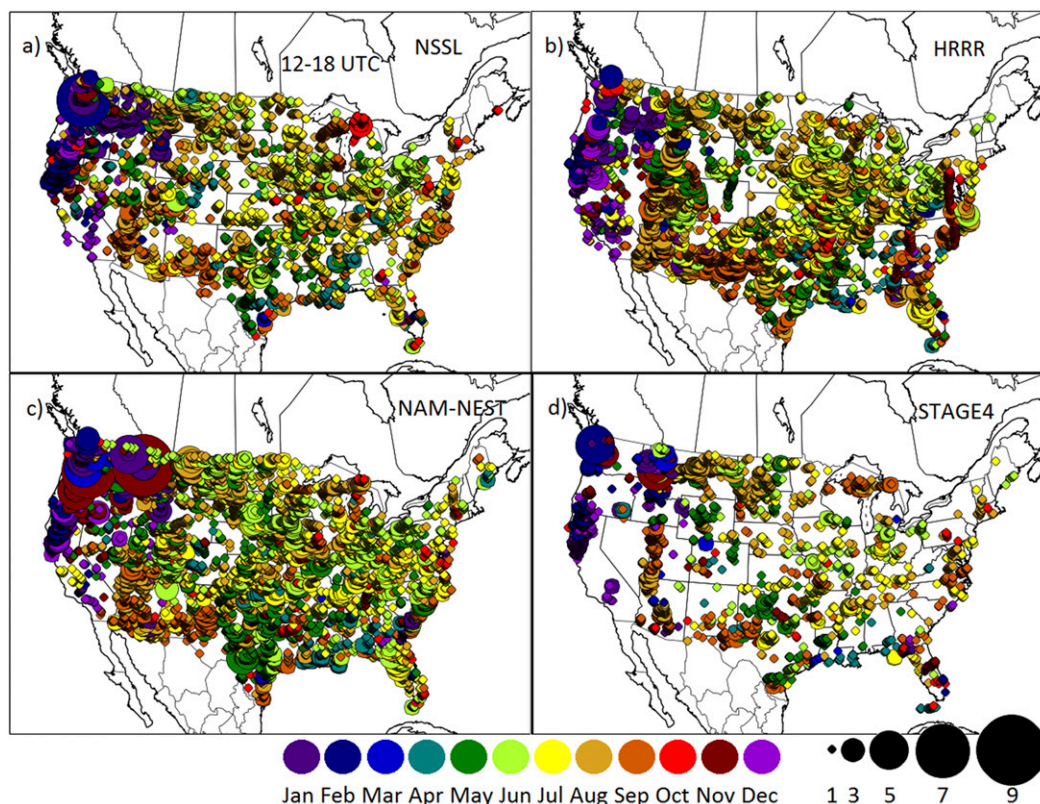 a)
12-18 UTC
NSSL
b)
HRRR
c)
NAM-NEST
d)
STAGE4
Jan Feb Mar Apr May Jun Jul Aug Sep Oct Nov Dec
1 3 5 7 9